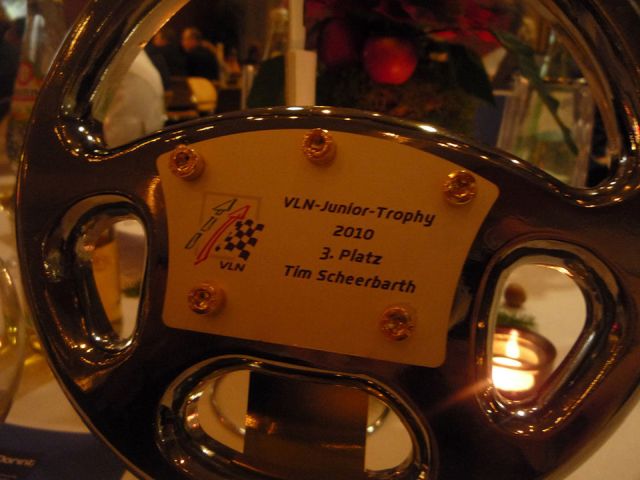 VLN-Junior-Trophy
2010
3. Platz
Tim Scheerbarth
VLN